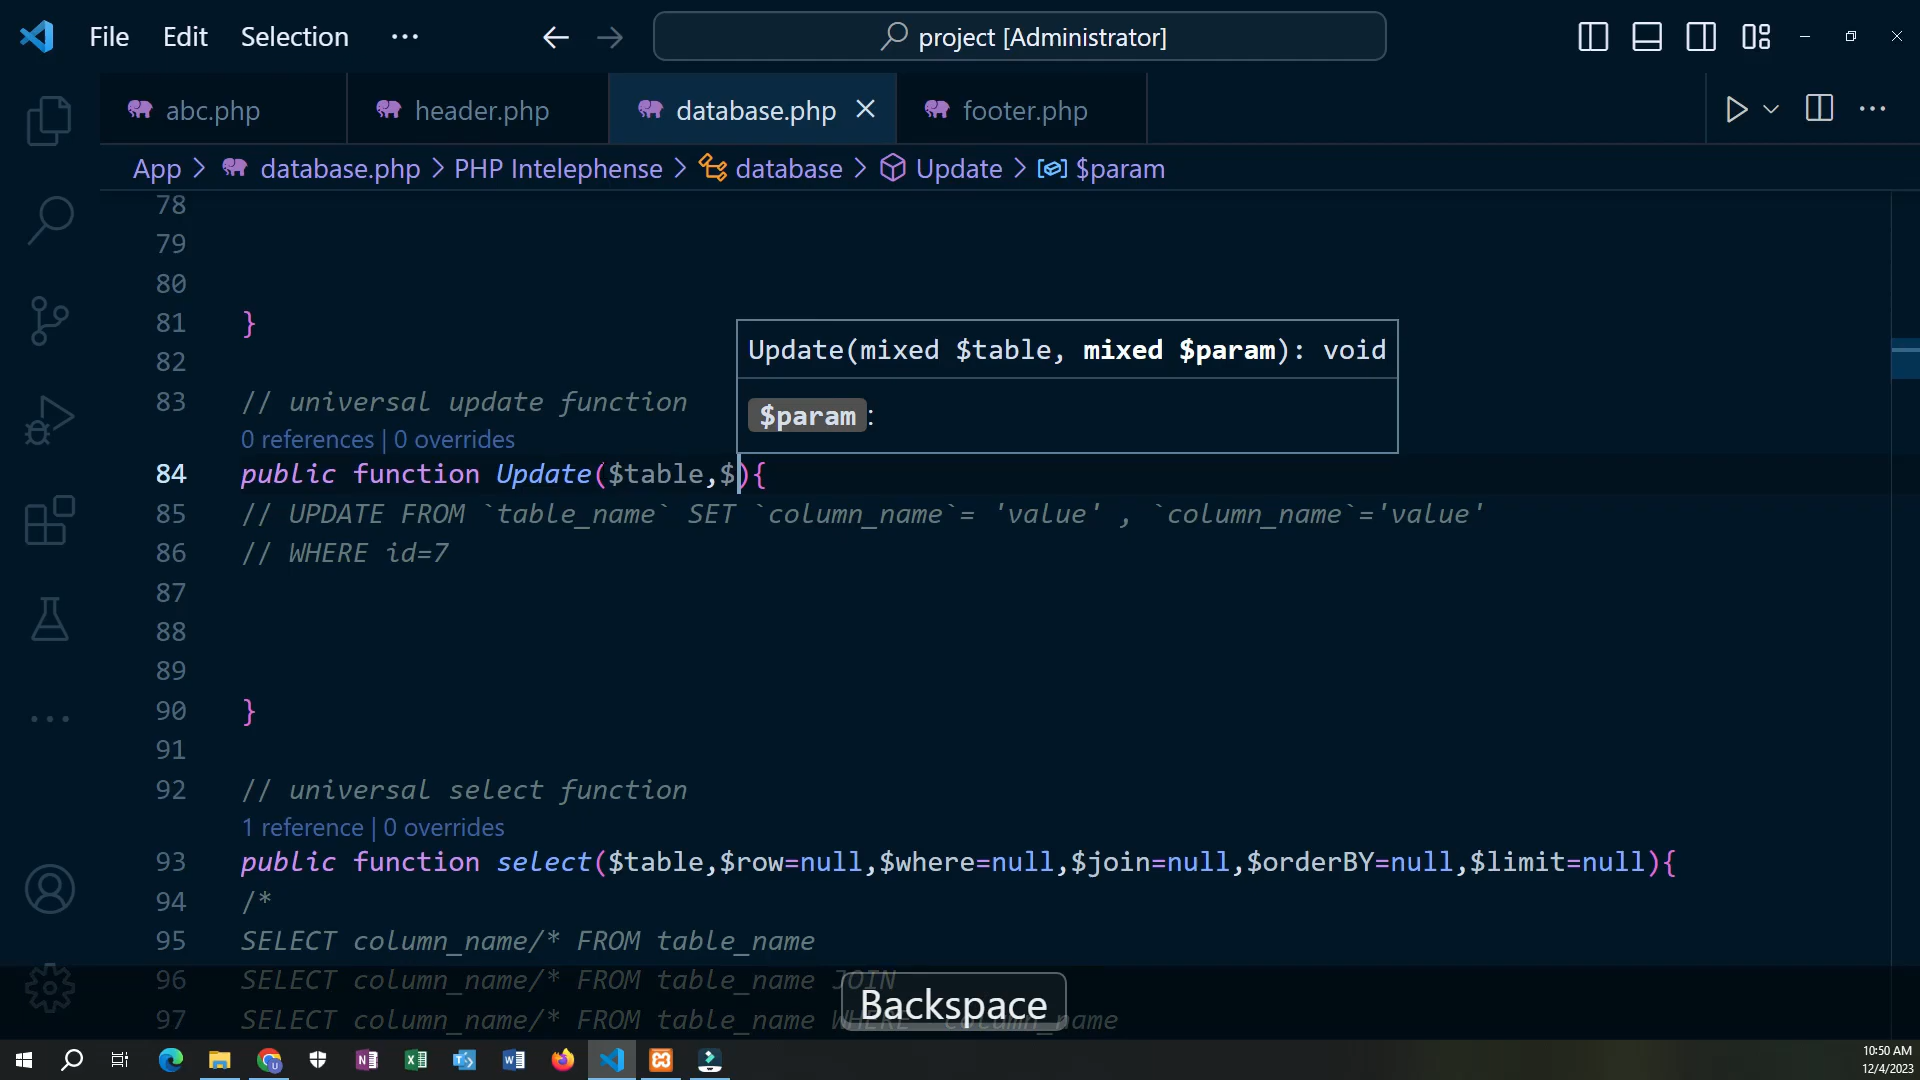 File Edit Selection ... project [Administrator]
abc.php header.php database.php footer.php ...
App > database.php > PHP Intelephense > database > Update > $param
78
79
80
81 }
82
Update(mixed $table, mixed $param): void
$param:
83 // universal update function
0 references | 0 overrides
84 public function Update($table,$){
85 // UPDATE FROM `table_name` SET `column_name`= 'value' , `column_name`='value'
86 // WHERE id=7
87
88
89
90 }
91
92 // universal select function
1 reference | 0 overrides
93 public function select($table,$row=null,$where=null,$join=null,$orderBY=null,$limit=null){
94 /*
95 SELECT column_name/* FROM table_name
96 SELECT column_name/* FROM table_name JOIN
97 SELECT column_name/* FROM table_name WHERE column_name
Backspace
10:50 AM
12/4/2023